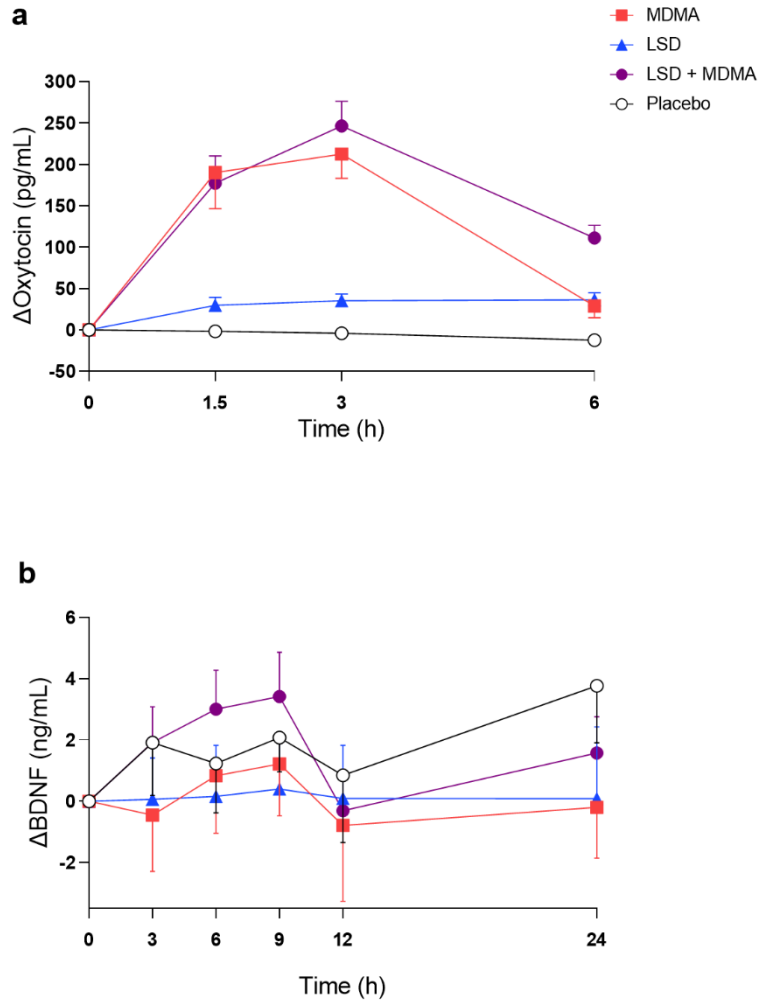 a
MDMA
LSD
LSD + MDMA
Placebo
300
250
200
150
100
50
0
-50
ΔOxytocin (pg/mL)
0 1.5 3 6
Time (h)
b
6
4
2
0
-2
ΔBDNF (ng/mL)
0 3 6 9 12 24
Time (h)